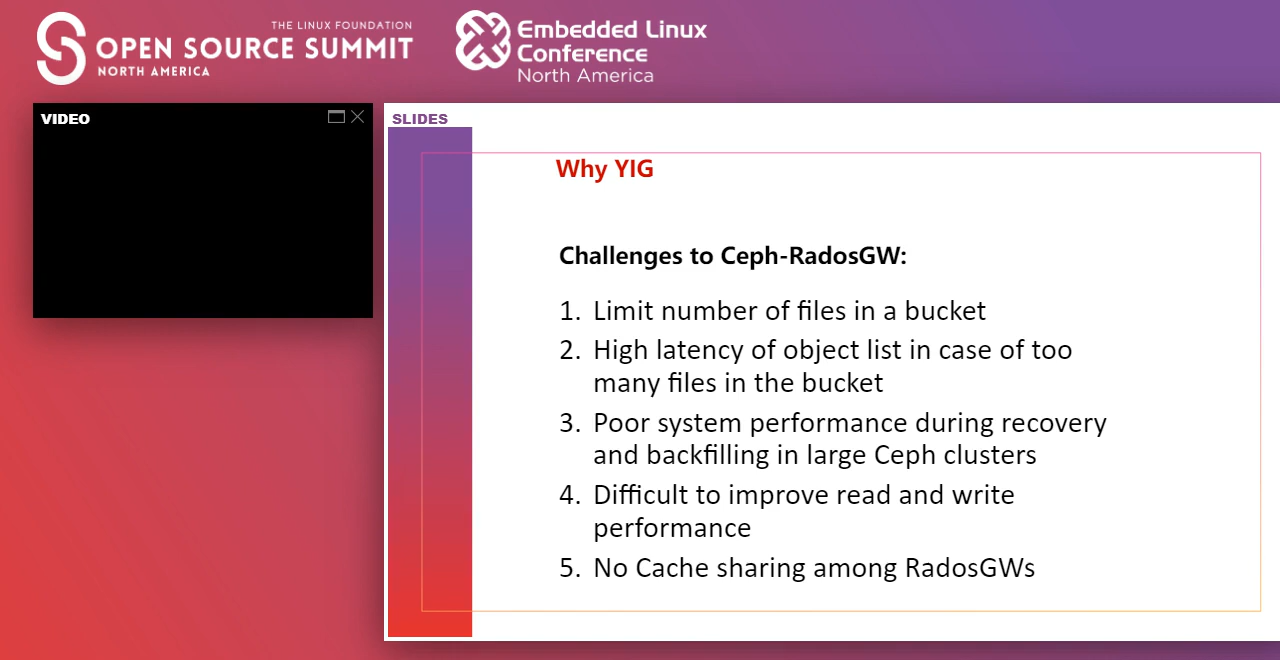 THE LINUX FOUNDATION
OPEN SOURCE SUMMIT
NORTH AMERICA
Embedded Linux
Conference
North America
VIDEO
SLIDES
Why YIG
Challenges to Ceph-RadosGW:
1. Limit number of files in a bucket
2. High latency of object list in case of too
many files in the bucket
3. Poor system performance during recovery
and backfilling in large Ceph clusters
4. Difficult to improve read and write
performance
5. No Cache sharing among RadosGWs